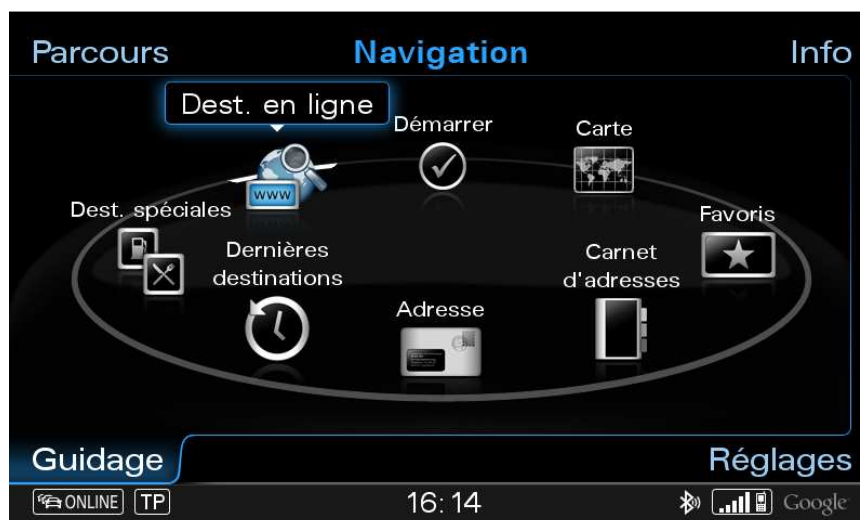 Parcours
Navigation
Info
Dest. en ligne
Démarrer
Carte
www
Dest. spéciales
Favoris
Dernières
destinations
Carnet
d'adresses
Adresse
Guidage
Réglages
ONLINE
TP
16:14
Google